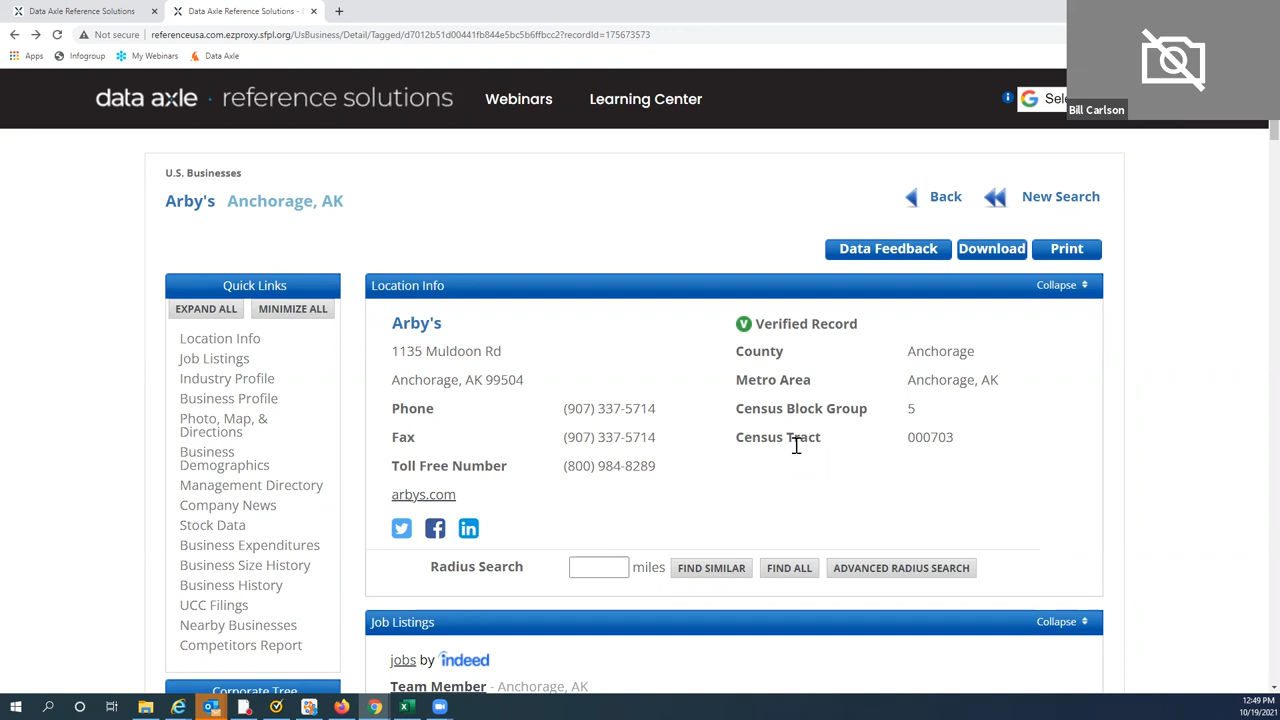 Data Axle Reference Solutions
Data Axle Reference Solutions - E
Not secure
referenceusa.com.ezproxy.sfpl.org/UsBusiness/Detail/Tagged/d7012b51d00441fb844e5bc5b6ffbcc2?recordId=175673573
Apps
Infogroup
My Webinars
Data Axle
data axle · reference solutions
Webinars
Learning Center
Sel
Bill Carlson
U.S. Businesses
Arby's Anchorage, AK
Back
New Search
Data Feedback
Download
Print
Quick Links
EXPAND ALL
MINIMIZE ALL
Location Info
Job Listings
Industry Profile
Business Profile
Photo, Map, &
Directions
Business
Demographics
Management Directory
Company News
Stock Data
Business Expenditures
Business Size History
Business History
UCC Filings
Nearby Businesses
Competitors Report
Corporate Tree
Location Info
Collapse
Arby's
1135 Muldoon Rd
Anchorage, AK 99504
Phone (907) 337-5714
Fax (907) 337-5714
Toll Free Number (800) 984-8289
arbys.com
Verified Record
County Anchorage
Metro Area Anchorage, AK
Census Block Group 5
Census Tract 000703
Radius Search miles FIND SIMILAR FIND ALL ADVANCED RADIUS SEARCH
Job Listings
Collapse
jobs by indeed
Team Member - Anchorage, AK
12:49 PM
10/19/2021